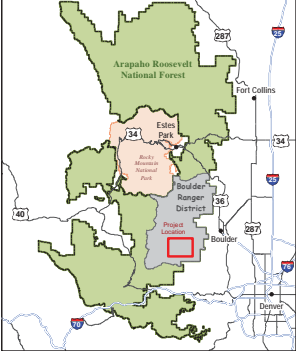 287
25
Arapaho Roosevelt
National Forest
Fort Collins
Estes
Park
34
34
Rocky
Mountain
National
Park
25
Boulder
Ranger
District
36
40
Project
Location
Boulder
287
76
Denver
70